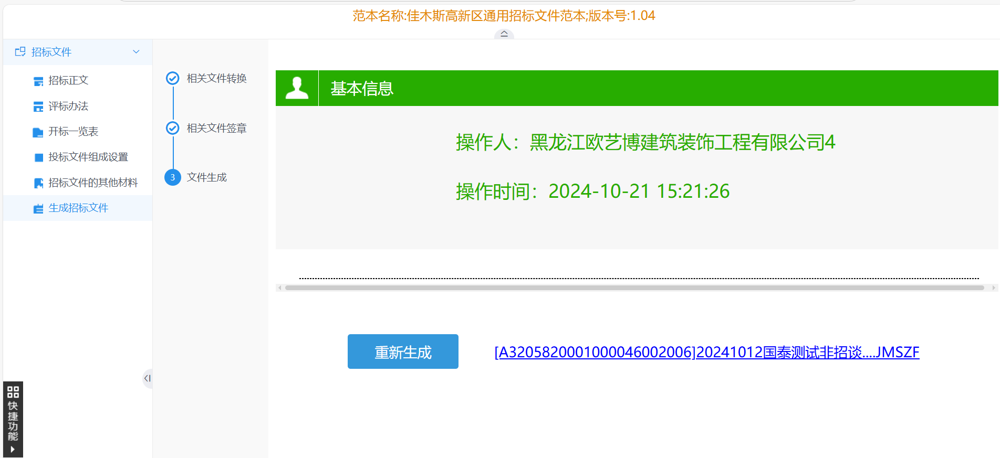 范本名称:佳木斯高新区通用招标文件范本;版本号:1.04
招标文件
招标正文
评标办法
开标一览表
投标文件组成设置
招标文件的其他材料
生成招标文件
快捷功能
相关文件转换
相关文件签章
3 文件生成
基本信息
操作人：黑龙江欧艺博建筑装饰工程有限公司4
操作时间：2024-10-21 15:21:26
重新生成
[A3205820001000046002006]20241012国泰测试非招谈....JMSZF